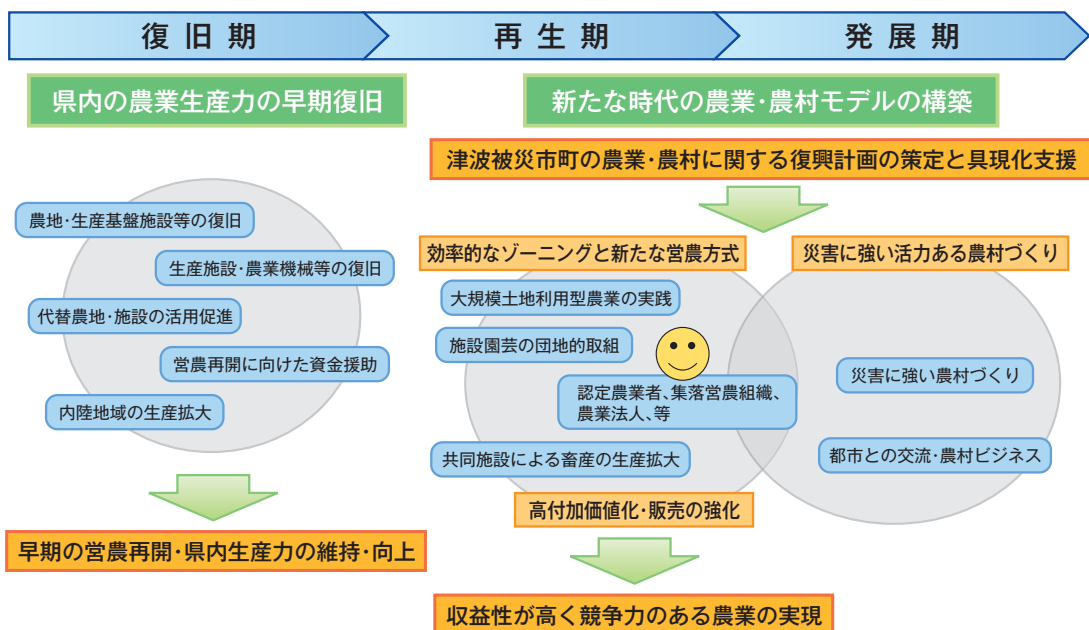 復旧期
再生期
発展期
県内の農業生産力の早期復旧
新たな時代の農業・農村モデルの構築
津波被災市町の農業・農村に関する復興計画の策定と具現化支援
農地・生産基盤施設等の復旧
生産施設・農業機械等の復旧
代替農地・施設の活用促進
営農再開に向けた資金援助
内陸地域の生産拡大
早期の営農再開・県内生産力の維持・向上
効率的なゾーニングと新たな営農方式
大規模土地利用型農業の実践
施設園芸の団地的取組
認定農業者、集落営農組織、
農業法人、等
共同施設による畜産の生産拡大
高付加価値化・販売の強化
災害に強い活力ある農村づくり
災害に強い農村づくり
都市との交流・農村ビジネス
収益性が高く競争力のある農業の実現